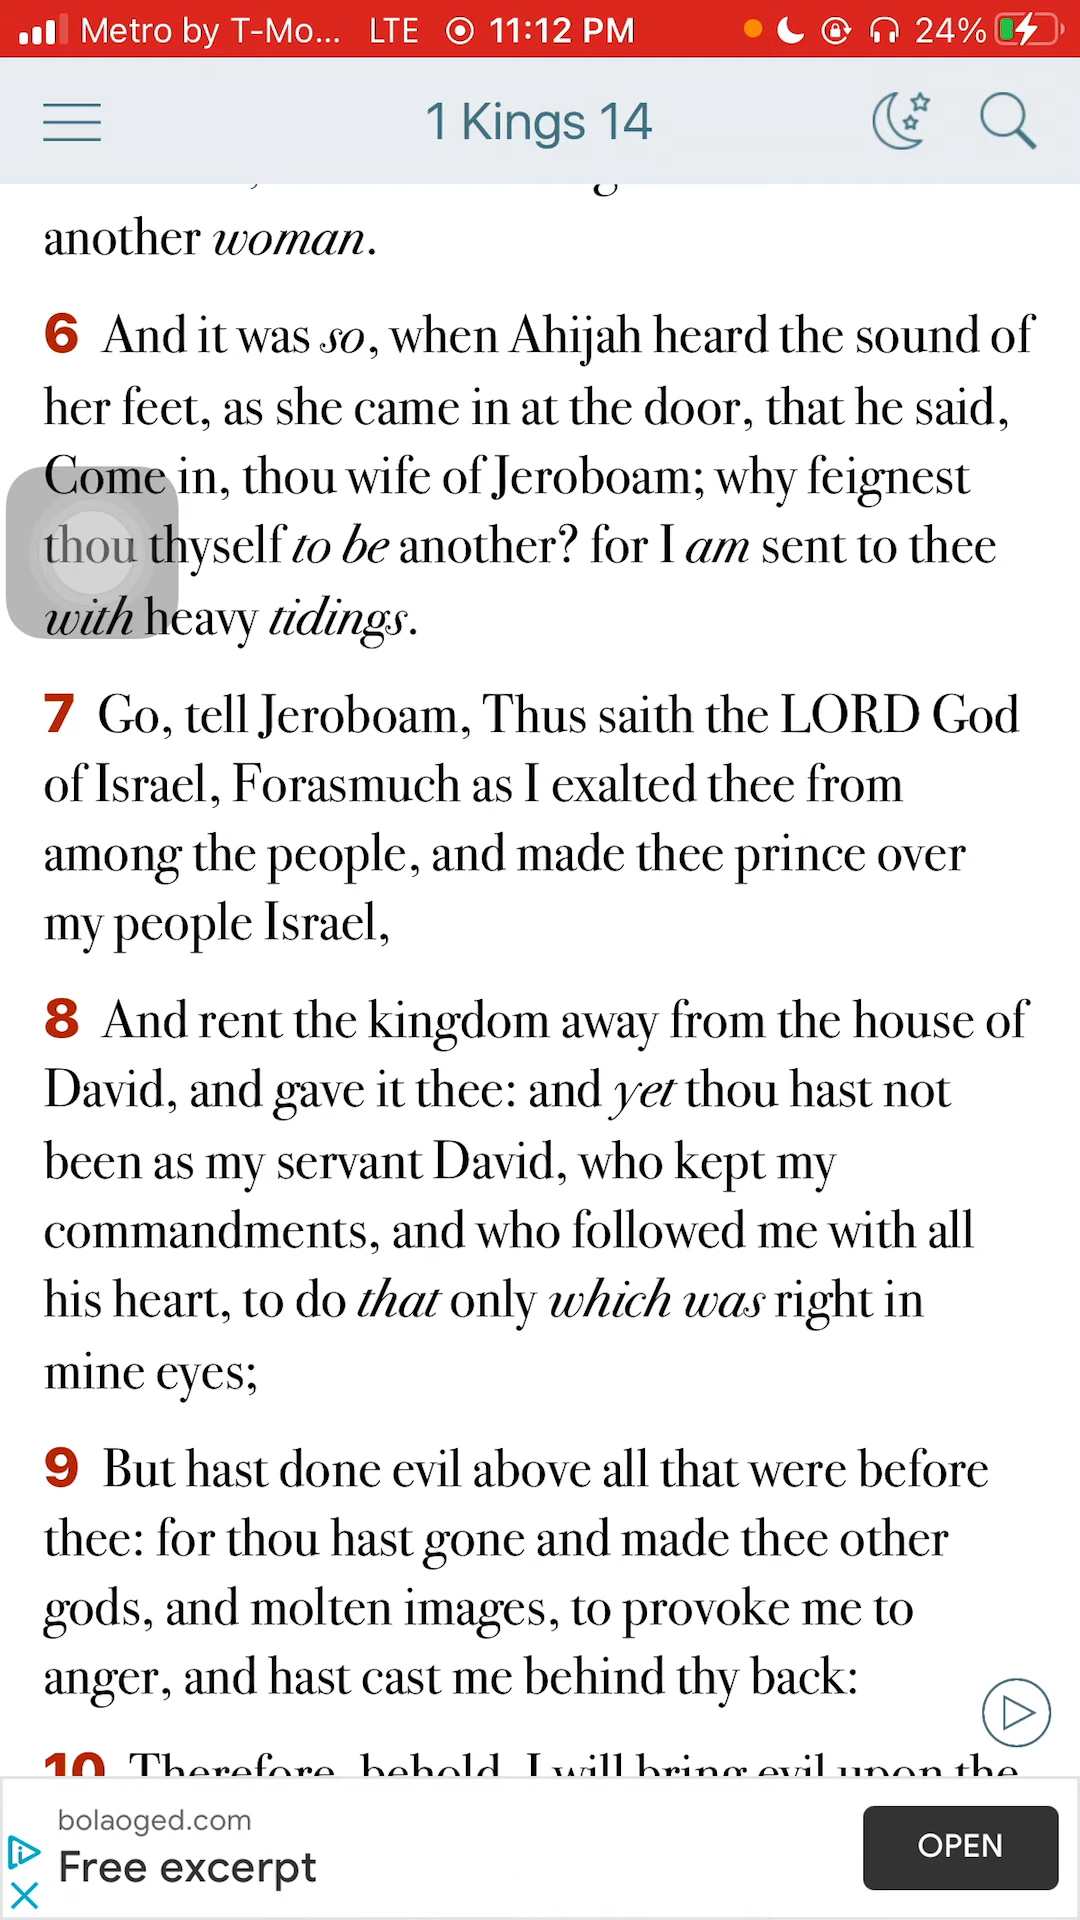 Metro by T-Mo... LTE 11:12 PM 24%
1 Kings 14
another woman.
6 And it was so, when Ahijah heard the sound of
her feet, as she came in at the door, that he said,
Come in, thou wife of Jeroboam; why feignest
thou thyself to be another? for I am sent to thee
with heavy tidings.
7 Go, tell Jeroboam, Thus saith the LORD God
of Israel, Forasmuch as I exalted thee from
among the people, and made thee prince over
my people Israel,
8 And rent the kingdom away from the house of
David, and gave it thee: and yet thou hast not
been as my servant David, who kept my
commandments, and who followed me with all
his heart, to do that only which was right in
mine eyes;
9 But hast done evil above all that were before
thee: for thou hast gone and made thee other
gods, and molten images, to provoke me to
anger, and hast cast me behind thy back:
10 Therefore, behold, I will bring evil upon the
bolaoged.com
Free excerpt
OPEN